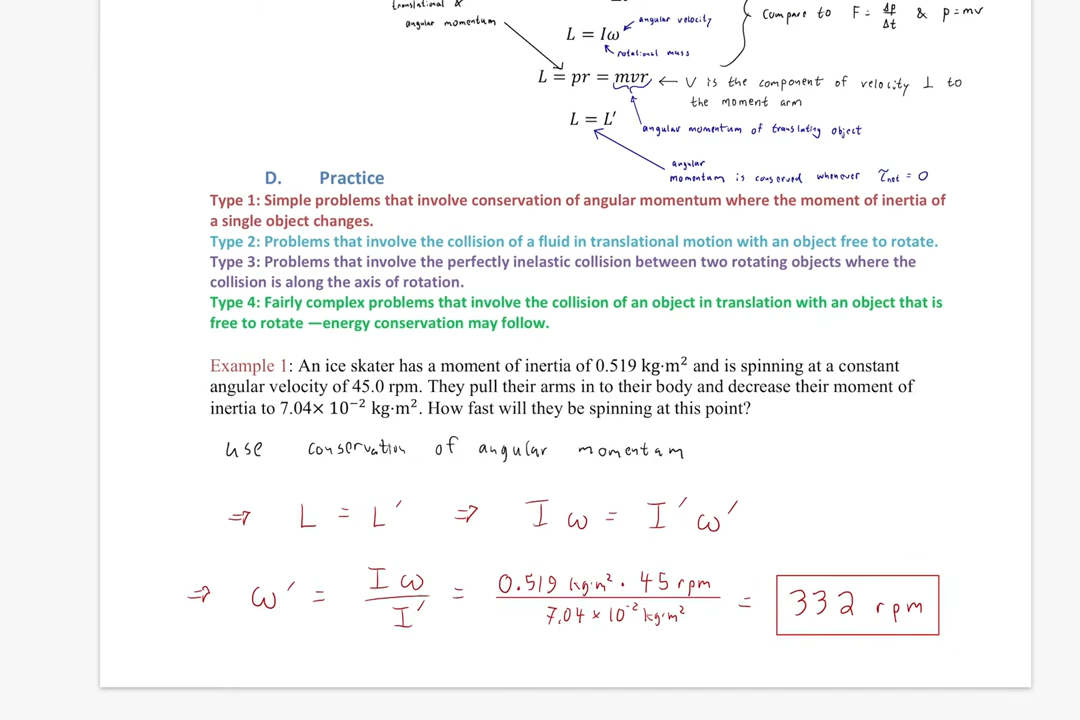 translational &
angular momentum
angular velocity
compare to F = Δp/Δt & p = mv
L = Iω
rotational mass
L = pr = mvr ← V is the component of velocity ⊥ to
the moment arm
L = L′
angular momentum of translating object
angular
momentum is conserved whenever τnet = 0
D. Practice
Type 1: Simple problems that involve conservation of angular momentum where the moment of inertia of
a single object changes.
Type 2: Problems that involve the collision of a fluid in translational motion with an object free to rotate.
Type 3: Problems that involve the perfectly inelastic collision between two rotating objects where the
collision is along the axis of rotation.
Type 4: Fairly complex problems that involve the collision of an object in translation with an object that is
free to rotate —energy conservation may follow.
Example 1: An ice skater has a moment of inertia of 0.519 kg·m² and is spinning at a constant
angular velocity of 45.0 rpm. They pull their arms in to their body and decrease their moment of
inertia to 7.04× 10⁻² kg·m². How fast will they be spinning at this point?
use conservation of angular momentam
⇒ L = L′ ⇒ I ω = I′ ω′
⇒ ω′ = I ω / I′ = 0.519 kg·m² · 45 rpm / 7.04 × 10⁻² kg·m² = 332 rpm